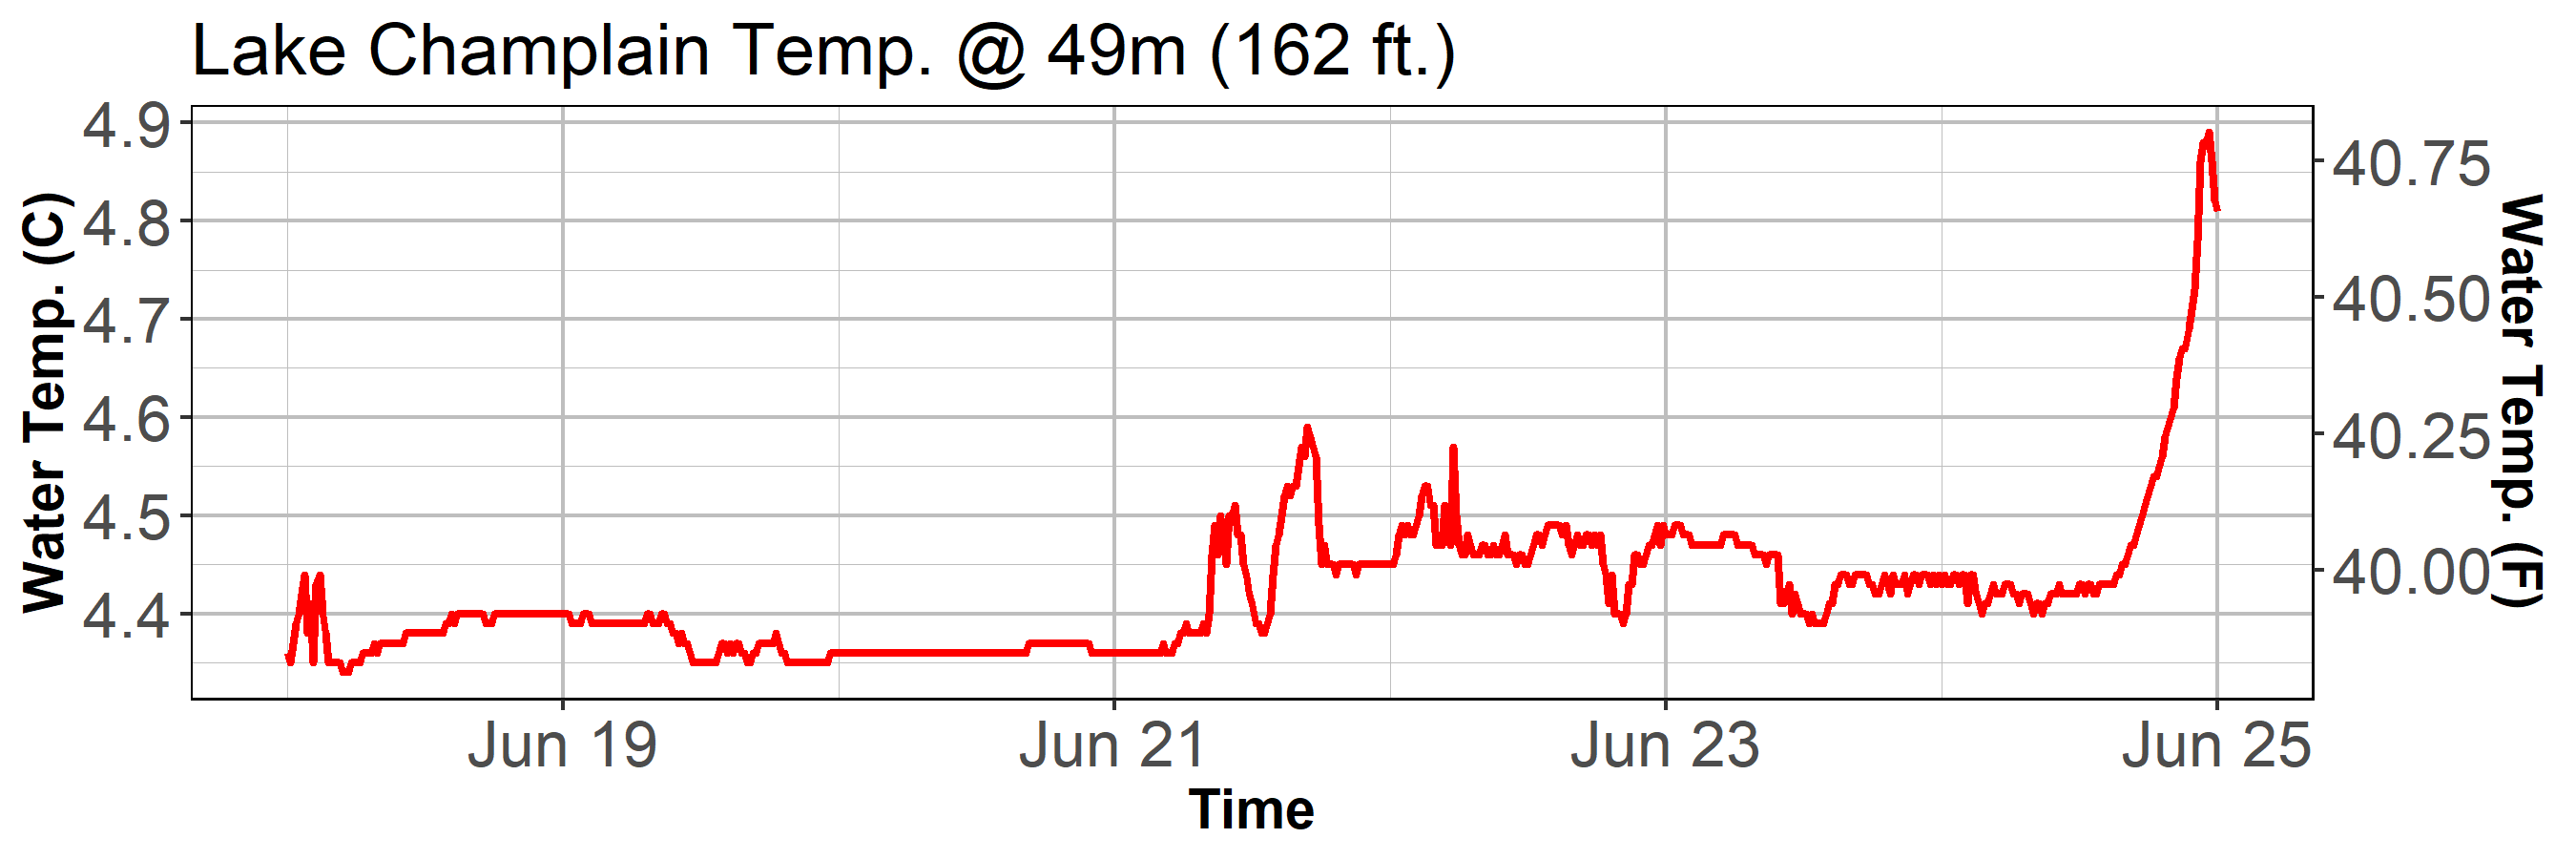 Lake Champlain Temp. @ 49m (162 ft.)
Water Temp. (C)
4.9
4.8
4.7
4.6
4.5
4.4
40.75
40.50
40.25
40.00
Water Temp. (F)
Jun 19
Jun 21
Jun 23
Jun 25
Time